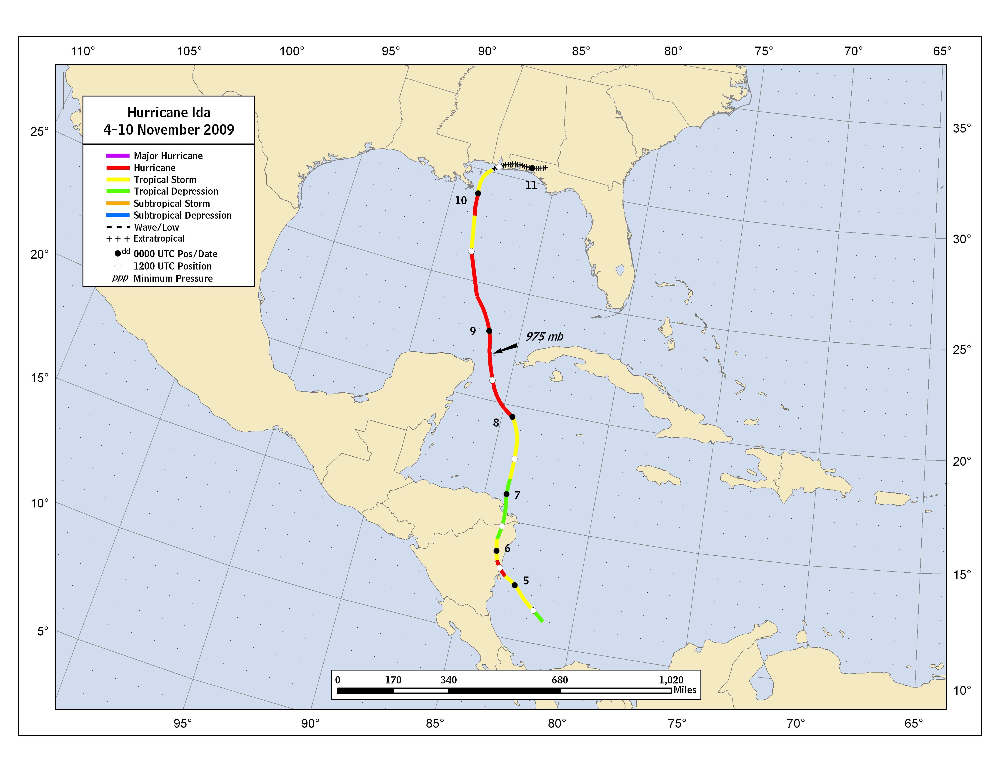 110° 105° 100° 95° 90° 85° 80° 75° 70° 65°
Hurricane Ida
4-10 November 2009
Major Hurricane
Hurricane
Tropical Storm
Tropical Depression
Subtropical Storm
Subtropical Depression
Wave/Low
Extratropical
dd 0000 UTC Pos/Date
1200 UTC Position
ppp Minimum Pressure
25°
20°
15°
10°
5°
35°
30°
25°
20°
15°
10°
11
10
9
975 mb
8
7
6
5
0 170 340 680 1,020
Miles
95° 90° 85° 80° 75° 70° 65°